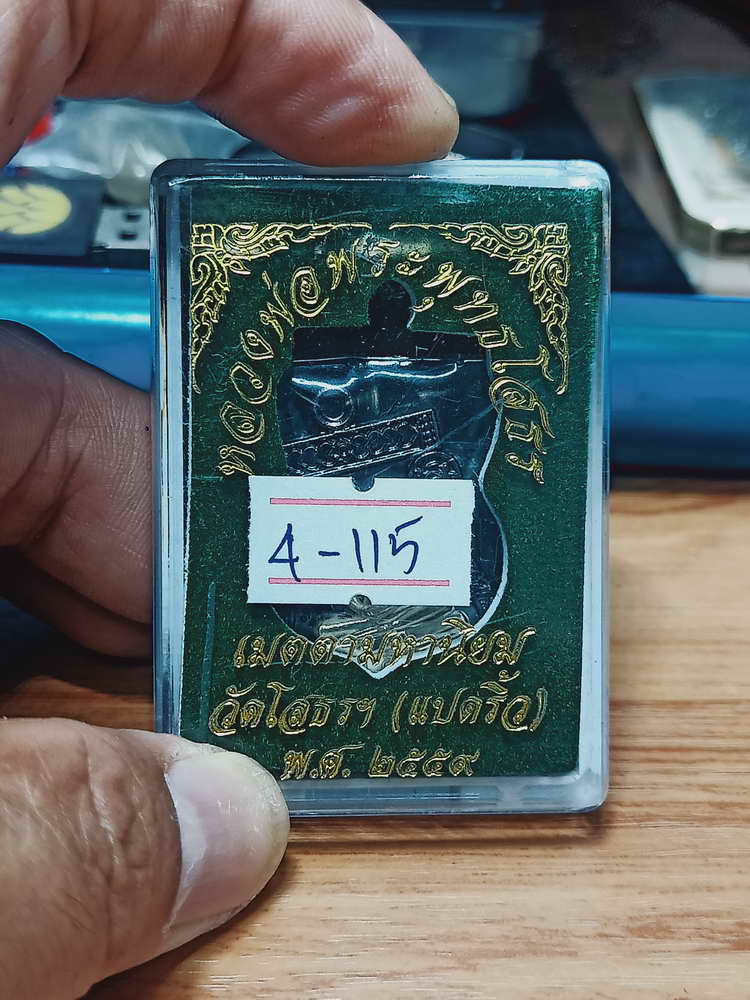 หลวงพ่อพระพุทธโสธร
4-115
เมตตามหานิยม
วัดโสธรฯ (แปดริ้ว)
พ.ศ. ๒๕๕๙